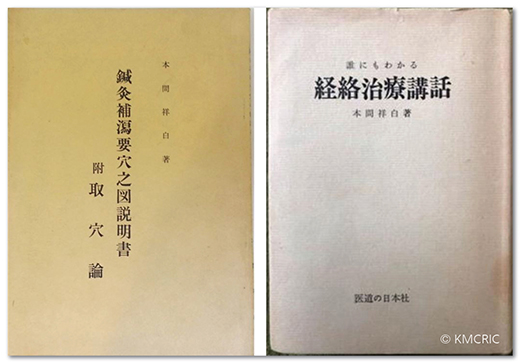 本間祥白著
鍼灸補瀉要穴之図説明書
附 取穴論
誰にもわかる
経絡治療講話
本間祥白著
医道の日本社
© KMCRIC